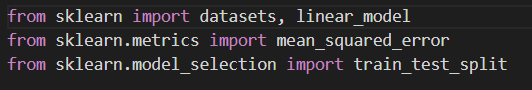 from sklearn import datasets, linear_model
from sklearn.metrics import mean_squared_error
from sklearn.model_selection import train_test_split